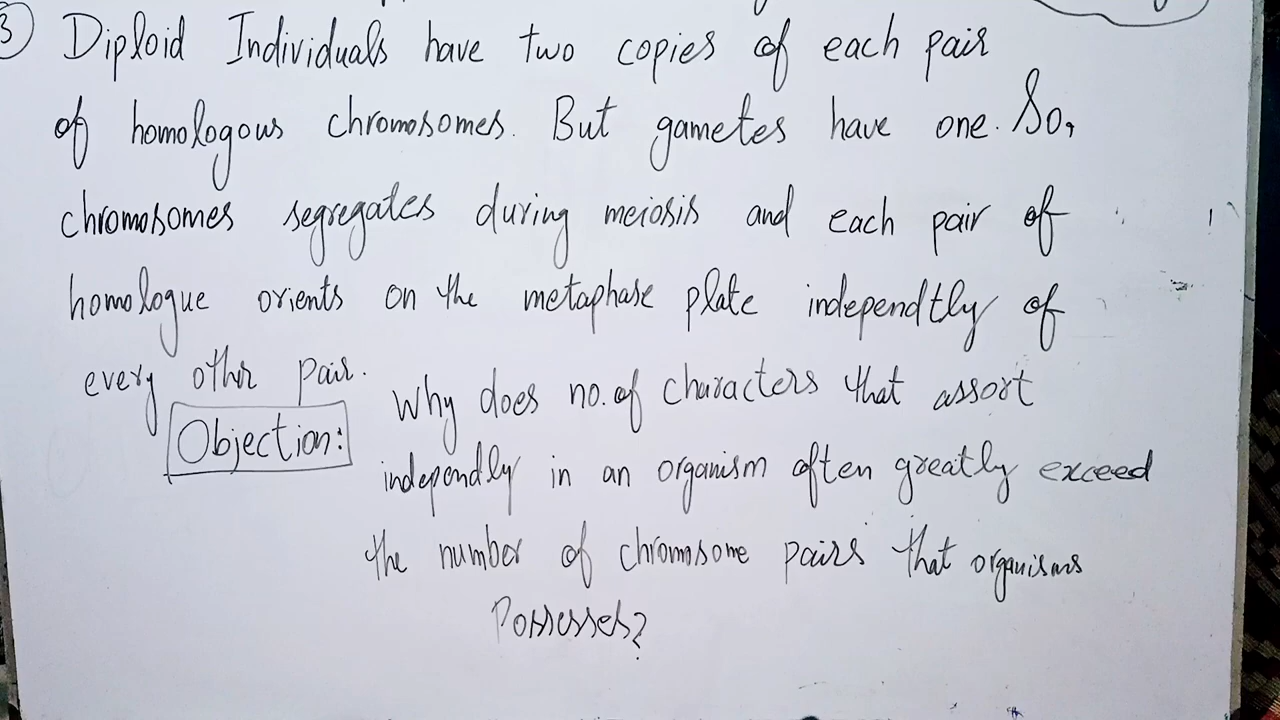 3 Diploid Individuals have two copies of each pair
of homologous chromosomes. But gametes have one. So,
chromosomes segregates during meiosis and each pair of
homologue orients on the metaphase plate independtly of
every other pair.
Objection: Why does no. of characters that assort
independly in an organism often greatly exceed
the number of chromosome pairs that organisms
Possesses?